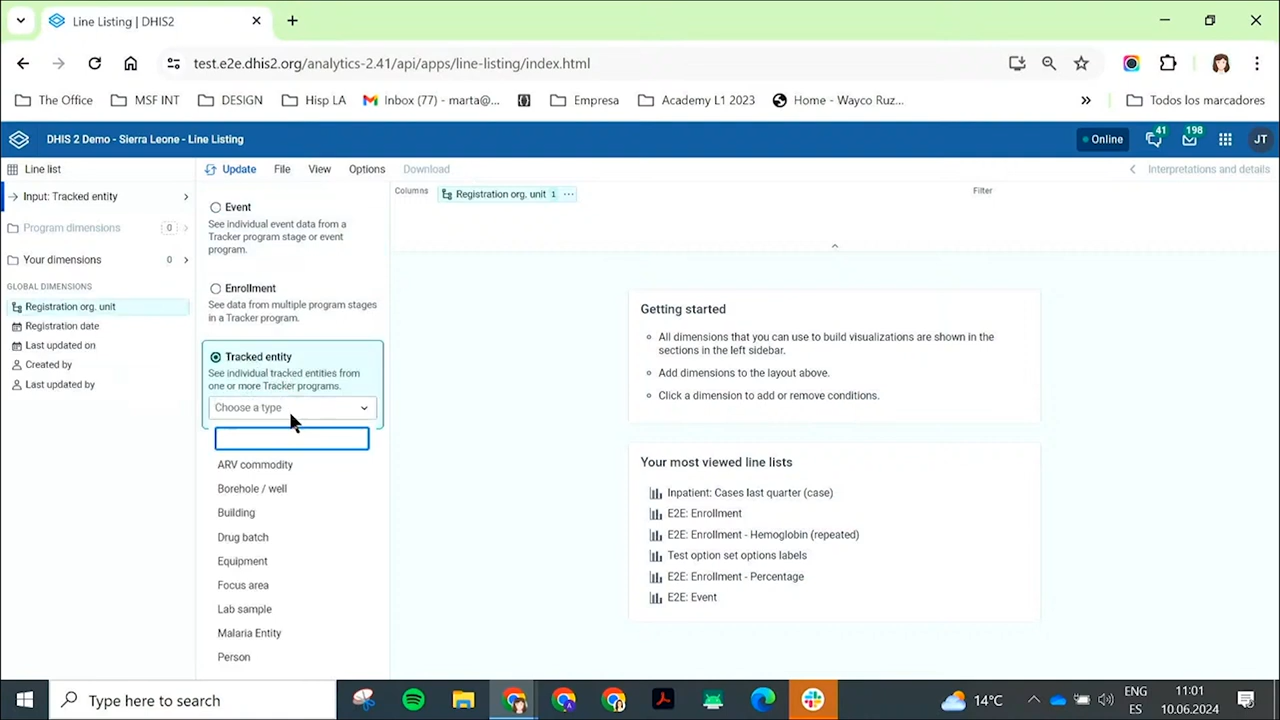 Line Listing | DHIS2
test.e2e.dhis2.org/analytics-2.41/api/apps/line-listing/index.html
The Office
MSF INT
DESIGN
Hisp LA
Inbox (77) - marta@...
Empresa
Academy L1 2023
Home - Wayco Ruz...
»
Todos los marcadores
DHIS 2 Demo - Sierra Leone - Line Listing
Online
41
198
JT
Line list
Update
File
View
Options
Download
Interpretations and details
Input: Tracked entity
Program dimensions 0
Your dimensions 0
GLOBAL DIMENSIONS
Registration org. unit
Registration date
Last updated on
Created by
Last updated by
Event
See individual event data from a
Tracker program stage or event
program.
Enrollment
See data from multiple program stages
in a Tracker program.
Tracked entity
See individual tracked entities from
one or more Tracker programs.
Choose a type
ARV commodity
Borehole / well
Building
Drug batch
Equipment
Focus area
Lab sample
Malaria Entity
Person
Columns
Registration org. unit 1 ...
Filter
Getting started
All dimensions that you can use to build visualizations are shown in the
sections in the left sidebar.
Add dimensions to the layout above.
Click a dimension to add or remove conditions.
Your most viewed line lists
Inpatient: Cases last quarter (case)
E2E: Enrollment
E2E: Enrollment - Hemoglobin (repeated)
Test option set options labels
E2E: Enrollment - Percentage
E2E: Event
Type here to search
14°C
ENG
ES
11:01
10.06.2024